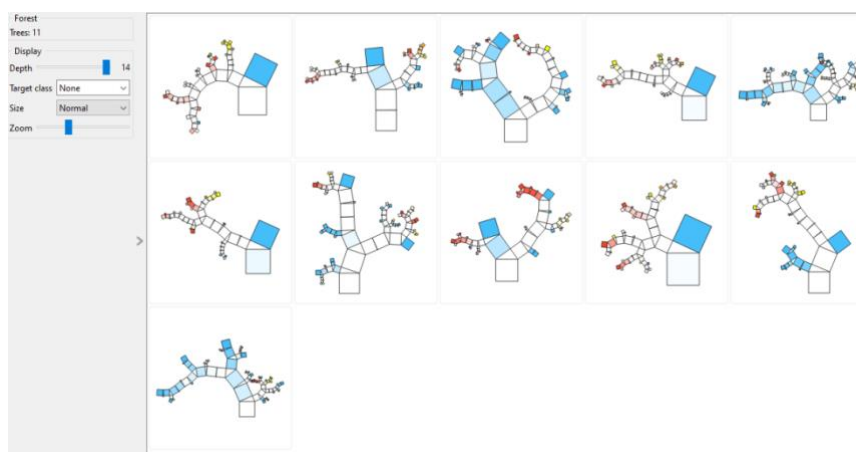 Forest
Trees: 11
Display
Depth 14
Target class None
Size Normal
Zoom